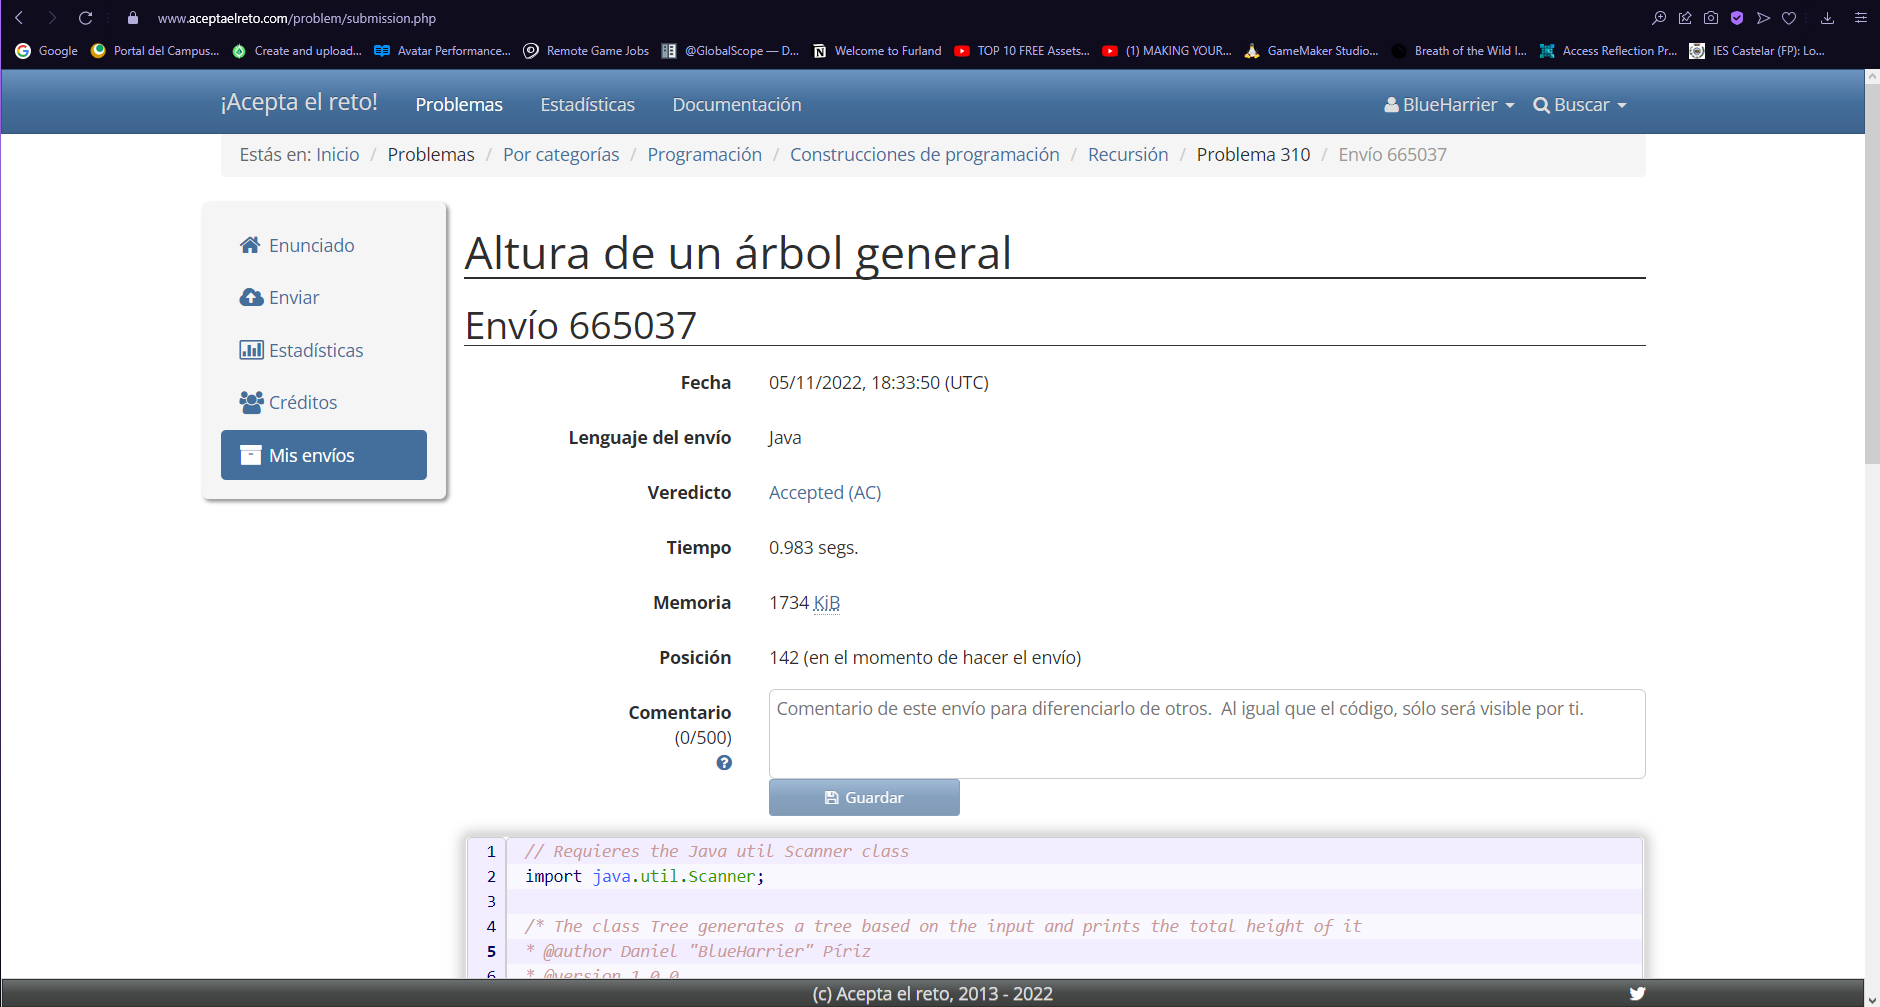 www.aceptaelreto.com/problem/submission.php
Google Portal del Campus... Create and upload... Avatar Performance... Remote Game Jobs @GlobalScope — D... Welcome to Furland TOP 10 FREE Assets... (1) MAKING YOUR... GameMaker Studio... Breath of the Wild I... Access Reflection Pr... IES Castelar (FP): Lo...
¡Acepta el reto! Problemas Estadísticas Documentación BlueHarrier Buscar
Estás en: Inicio / Problemas / Por categorías / Programación / Construcciones de programación / Recursión / Problema 310 / Envío 665037
Enunciado
Enviar
Estadísticas
Créditos
Mis envíos
Altura de un árbol general
Envío 665037
Fecha 05/11/2022, 18:33:50 (UTC)
Lenguaje del envío Java
Veredicto Accepted (AC)
Tiempo 0.983 segs.
Memoria 1734 KiB
Posición 142 (en el momento de hacer el envío)
Comentario
(0/500)
Comentario de este envío para diferenciarlo de otros. Al igual que el código, sólo será visible por ti.
Guardar
1 // Requieres the Java util Scanner class
2 import java.util.Scanner;
3
4 /* The class Tree generates a tree based on the input and prints the total height of it
5 * @author Daniel "BlueHarrier" Píriz
6 * @version 1.0.0
(c) Acepta el reto, 2013 - 2022